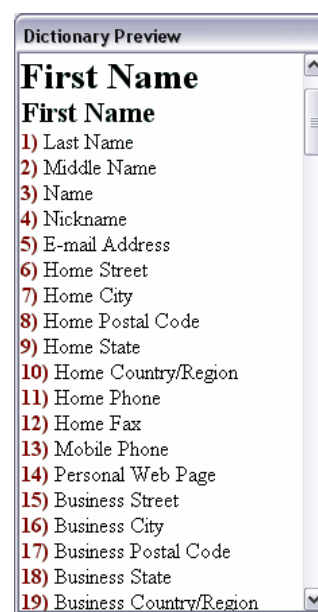 Dictionary Preview
First Name
First Name
1) Last Name
2) Middle Name
3) Name
4) Nickname
5) E-mail Address
6) Home Street
7) Home City
8) Home Postal Code
9) Home State
10) Home Country/Region
11) Home Phone
12) Home Fax
13) Mobile Phone
14) Personal Web Page
15) Business Street
16) Business City
17) Business Postal Code
18) Business State
19) Business Country/Region